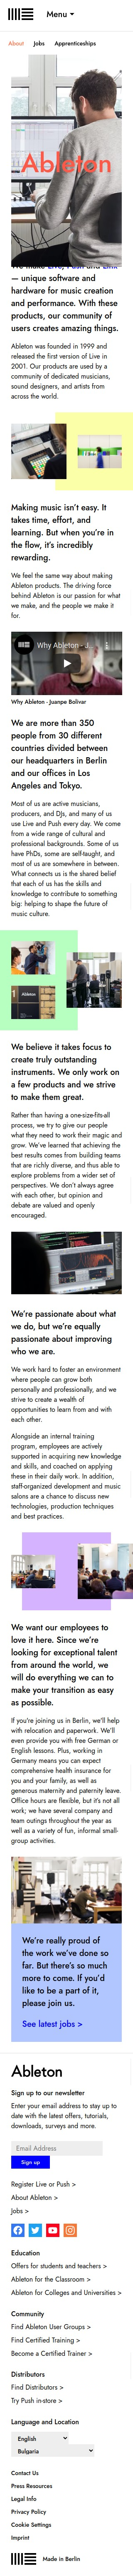 Menu
About Jobs Apprenticeships
Ableton
We make Live, Push and Link
— unique software and
hardware for music creation
and performance. With these
products, our community of
users creates amazing things.
Ableton was founded in 1999 and
released the first version of Live in
2001. Our products are used by a
community of dedicated musicians,
sound designers, and artists from
across the world.
Making music isn’t easy. It
takes time, effort, and
learning. But when you’re in
the flow, it’s incredibly
rewarding.
We feel the same way about making
Ableton products. The driving force
behind Ableton is our passion for what
we make, and the people we make it
for.
Why Ableton - J...
Why Ableton - Juanpe Bolivar
We are more than 350
people from 30 different
countries divided between
our headquarters in Berlin
and our offices in Los
Angeles and Tokyo.
Most of us are active musicians,
producers, and DJs, and many of us
use Live and Push every day. We come
from a wide range of cultural and
professional backgrounds. Some of us
have PhDs, some are self-taught, and
most of us are somewhere in between.
What connects us is the shared belief
that each of us has the skills and
knowledge to contribute to something
big: helping to shape the future of
music culture.
Ableton
We believe it takes focus to
create truly outstanding
instruments. We only work on
a few products and we strive
to make them great.
Rather than having a one-size-fits-all
process, we try to give our people
what they need to work their magic and
grow. We’ve learned that achieving the
best results comes from building teams
that are richly diverse, and thus able to
explore problems from a wider set of
perspectives. We don’t always agree
with each other, but opinion and
debate are valued and openly
encouraged.
We’re passionate about what
we do, but we’re equally
passionate about improving
who we are.
We work hard to foster an environment
where people can grow both
personally and professionally, and we
strive to create a wealth of
opportunities to learn from and with
each other.
Alongside an internal training
program, employees are actively
supported in acquiring new knowledge
and skills, and coached on applying
these in their daily work. In addition,
staff-organized development and music
salons are a chance to discuss new
technologies, production techniques
and best practices.
We want our employees to
love it here. Since we’re
looking for exceptional talent
from around the world, we
will do everything we can to
make your transition as easy
as possible.
If you’re joining us in Berlin, we’ll help
with relocation and paperwork. We’ll
even provide you with free German or
English lessons. Plus, working in
Germany means you can expect
comprehensive health insurance for
you and your family, as well as
generous maternity and paternity leave.
Office hours are flexible, but it’s not all
work; we have several company and
team outings throughout the year as
well as a variety of fun, informal small-
group activities.
We’re really proud of
the work we’ve done so
far. But there’s so much
more to come. If you’d
like to be a part of it,
please join us.
See latest jobs >
Ableton
Sign up to our newsletter
Enter your email address to stay up to
date with the latest offers, tutorials,
downloads, surveys and more.
Email Address
Sign up
Register Live or Push >
About Ableton >
Jobs >
Education
Offers for students and teachers >
Ableton for the Classroom >
Ableton for Colleges and Universities >
Community
Find Ableton User Groups >
Find Certified Training >
Become a Certified Trainer >
Distributors
Find Distributors >
Try Push in-store >
Language and Location
English
Bulgaria
Contact Us
Press Resources
Legal Info
Privacy Policy
Cookie Settings
Imprint
Made in Berlin